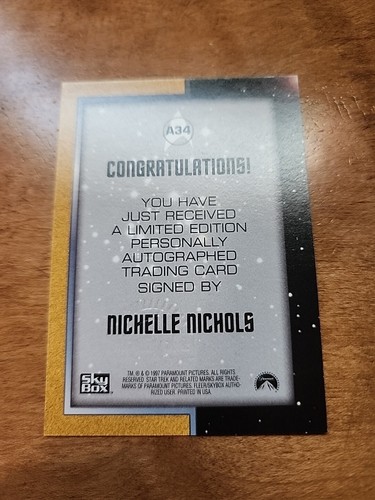 A34
CONGRATULATIONS!
YOU HAVE
JUST RECEIVED
A LIMITED EDITION
PERSONALLY
AUTOGRAPHED
TRADING CARD
SIGNED BY
NICHELLE NICHOLS
TM, ® & © 1997 PARAMOUNT PICTURES. ALL RIGHTS
RESERVED. STAR TREK AND RELATED MARKS ARE TRADE-
MARKS OF PARAMOUNT PICTURES. FLEER/SKYBOX AUTHO-
RIZED USER. PRINTED IN USA
SkyBOX